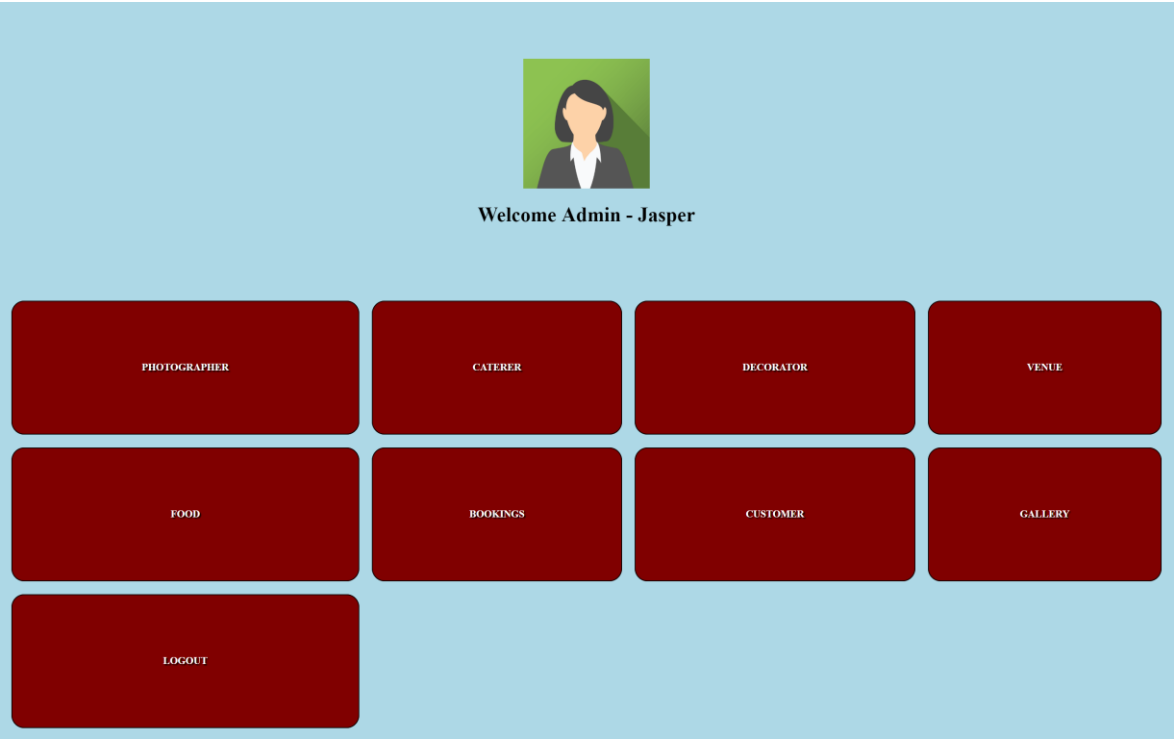 Welcome Admin - Jasper
PHOTOGRAPHER
CATERER
DECORATOR
VENUE
FOOD
BOOKINGS
CUSTOMER
GALLERY
LOGOUT